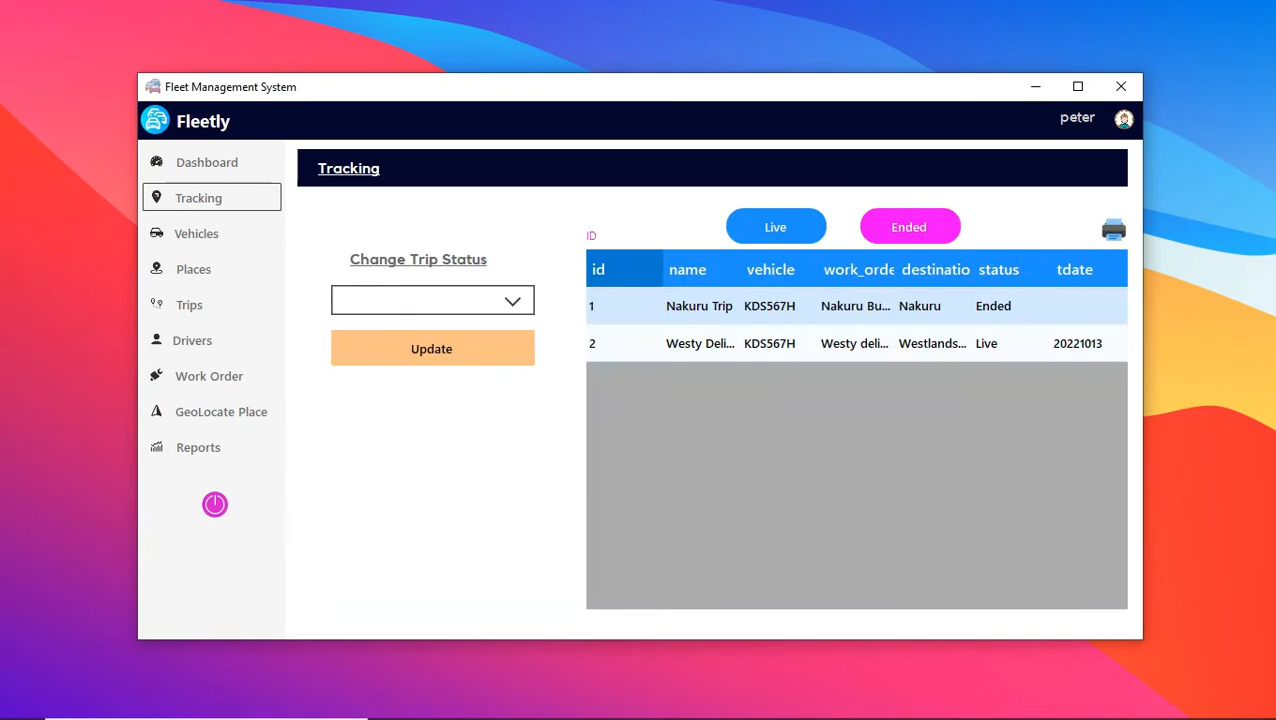 Fleet Management System
Fleetly
peter
Dashboard
Tracking
Vehicles
Places
Trips
Drivers
Work Order
GeoLocate Place
Reports
Tracking
Change Trip Status
Update
ID
Live
Ended
id name vehicle work_orde destinatio status tdate
1 Nakuru Trip KDS567H Nakuru Bu... Nakuru Ended
2 Westy Deli... KDS567H Westy deli... Westlands... Live 20221013